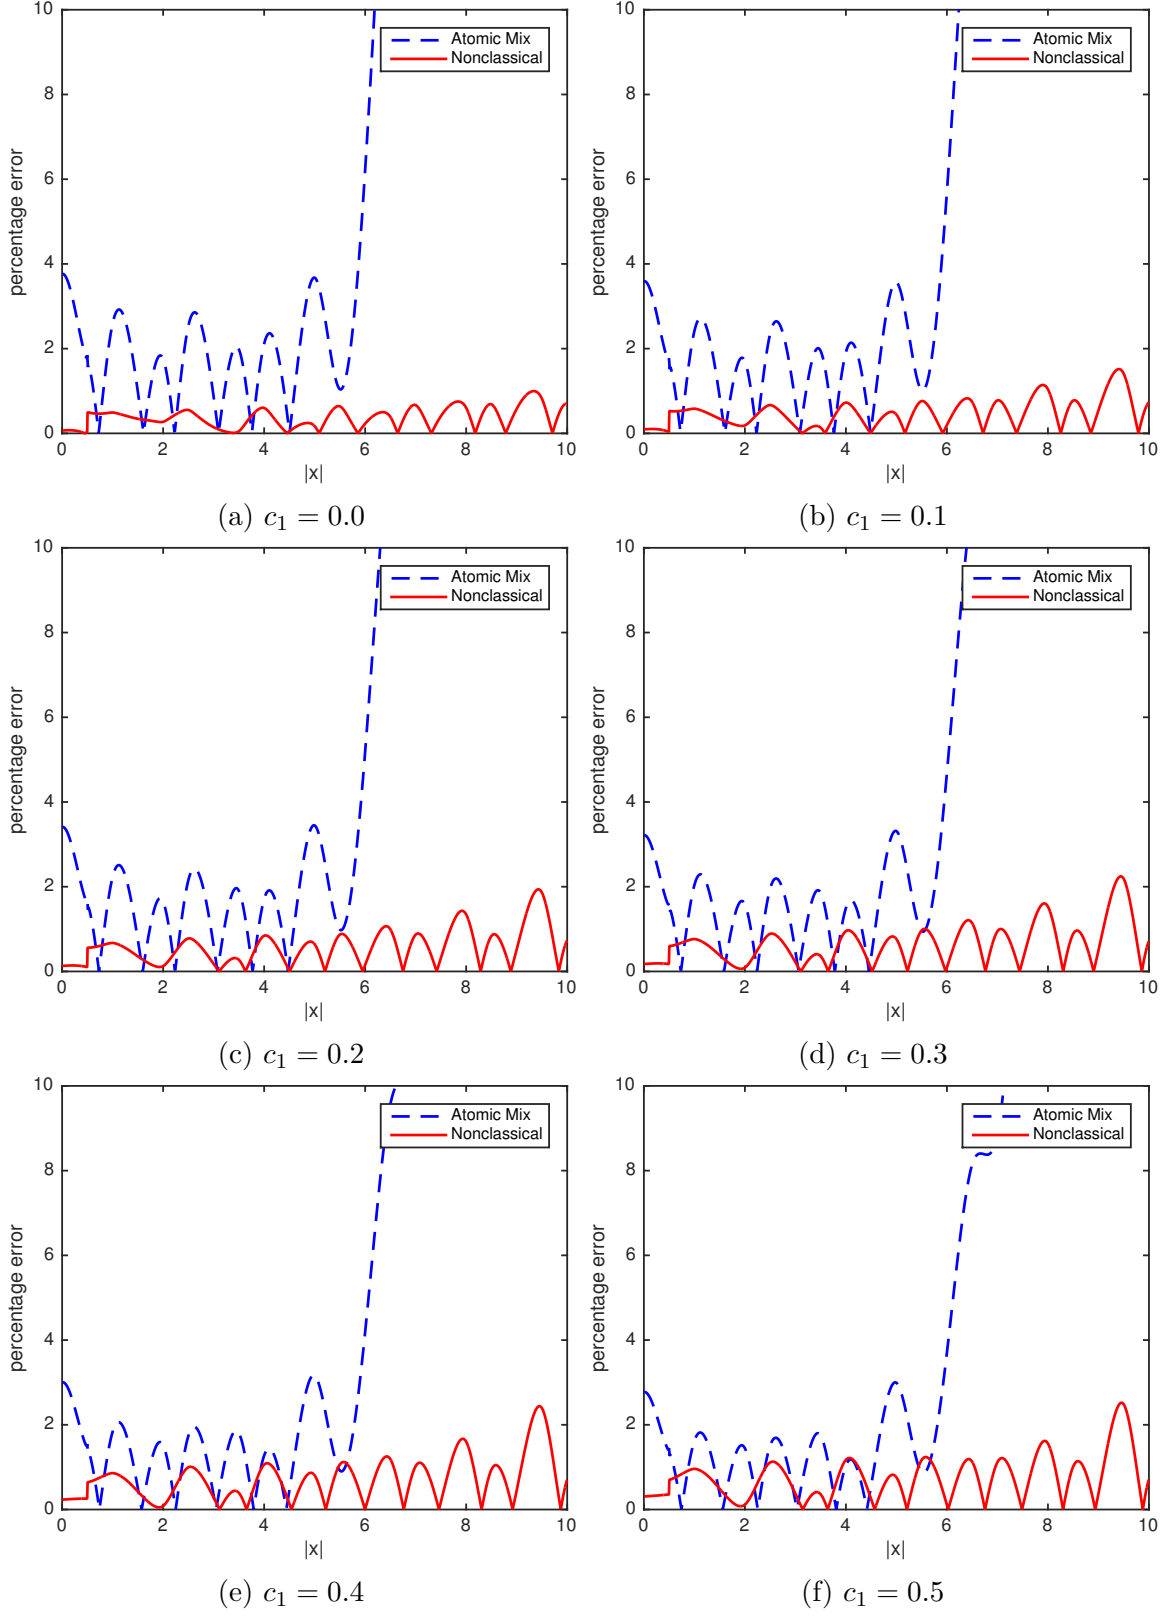 10
8
6
4
2
0
percentage error
0 2 4 6 8 10
|x|
Atomic Mix
Nonclassical
(a) c₁ = 0.0
10
8
6
4
2
0
percentage error
0 2 4 6 8 10
|x|
Atomic Mix
Nonclassical
(b) c₁ = 0.1
10
8
6
4
2
0
percentage error
0 2 4 6 8 10
|x|
Atomic Mix
Nonclassical
(c) c₁ = 0.2
10
8
6
4
2
0
percentage error
0 2 4 6 8 10
|x|
Atomic Mix
Nonclassical
(d) c₁ = 0.3
10
8
6
4
2
0
percentage error
0 2 4 6 8 10
|x|
Atomic Mix
Nonclassical
(e) c₁ = 0.4
10
8
6
4
2
0
percentage error
0 2 4 6 8 10
|x|
Atomic Mix
Nonclassical
(f) c₁ = 0.5